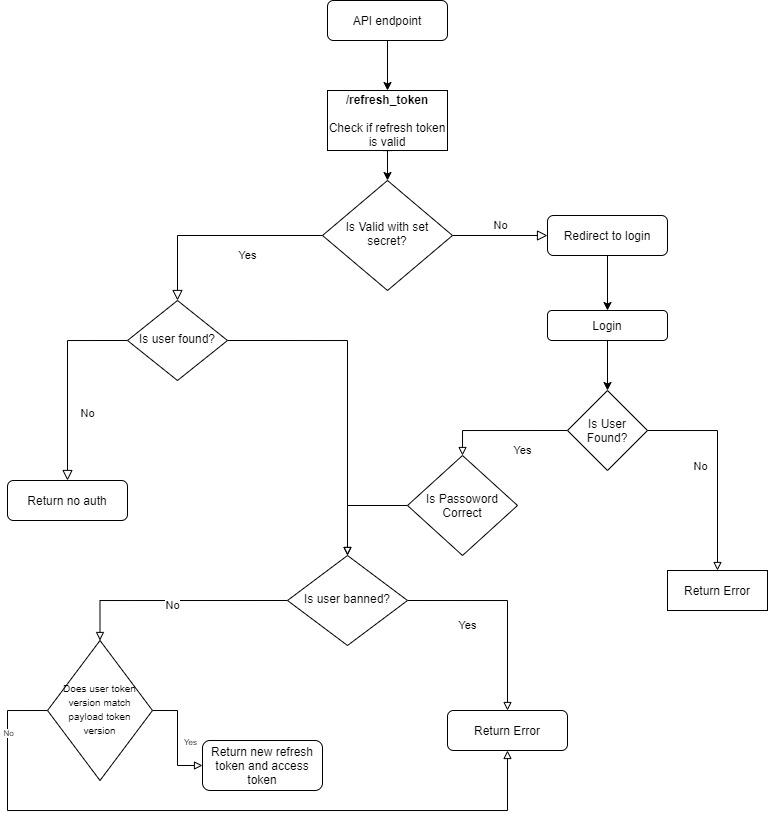 API endpoint
/refresh_token
Check if refresh token
is valid
Is Valid with set
secret?
No
Redirect to login
Yes
Is user found?
Login
No
Is User
Found?
Yes
No
Return no auth
Is Passoword
Correct
Return Error
Is user banned?
No
Yes
Does user token
version match
payload token
version
No
Yes
Return Error
Return new refresh
token and access
token